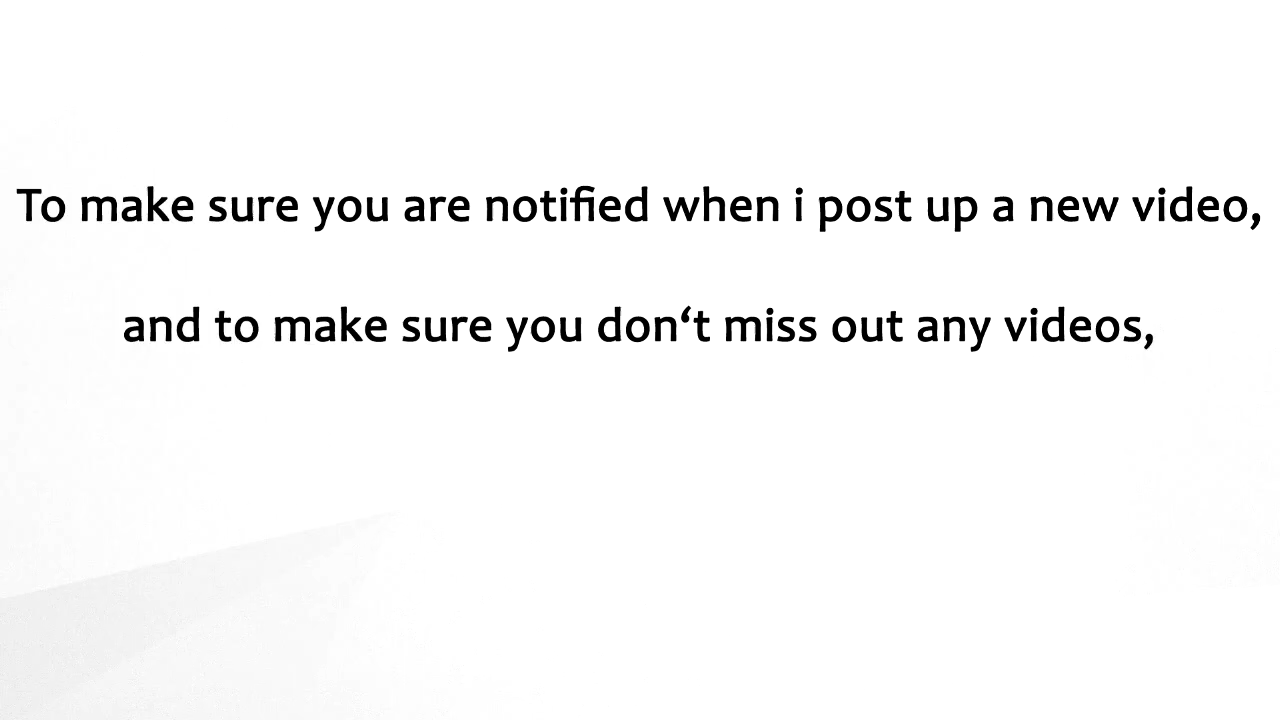 To make sure you are notified when i post up a new video,
and to make sure you don‘t miss out any videos,